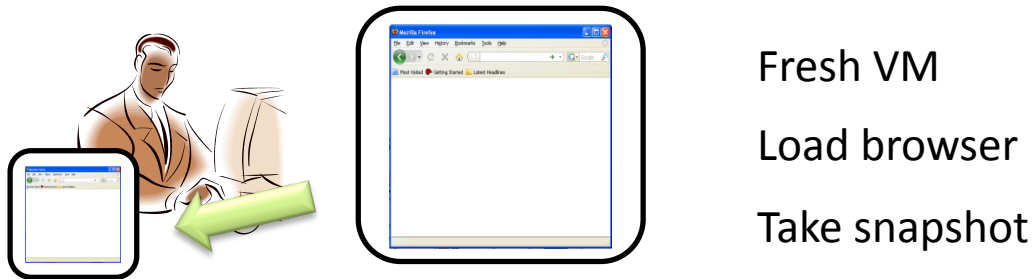 Mozilla Firefox
File Edit View History Bookmarks Tools Help
Google
Most Visited Getting Started Latest Headlines
Fresh VM
Load browser
Take snapshot